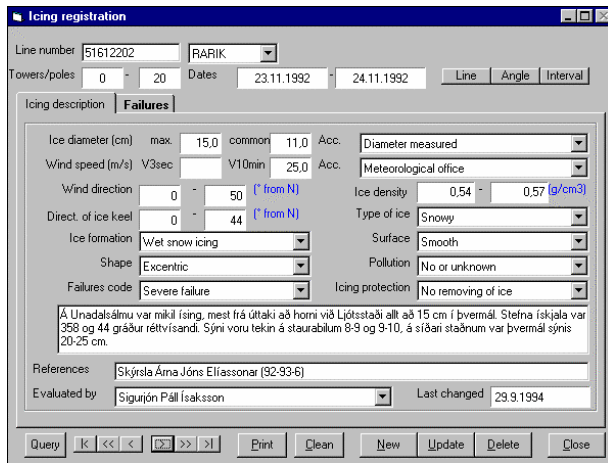 Icing registration
Line number 51612202 RARIK
Towers/poles 0 - 20 Dates 23.11.1992 - 24.11.1992 Line Angle Interval
Icing description Failures
Ice diameter (cm) max. 15,0 common 11,0 Acc. Diameter measured
Wind speed (m/s) V3sec V10min 25,0 Acc. Meteorological office
Wind direction 0 - 50 (° from N) Ice density 0,54 - 0,57 (g/cm3)
Direct. of ice keel 0 - 44 (° from N) Type of ice Snowy
Ice formation Wet snow icing Surface Smooth
Shape Excentric Pollution No or unknown
Failures code Severe failure Icing protection No removing of ice
Á Unadalsálmu var mikil ísing, mest frá úttaki að horni við Ljótsstaði allt að 15 cm í þvermál. Stefna ískjala var
358 og 44 gráður réttvísandi. Sýni voru tekin á staurabilum 8-9 og 9-10, á síðari staðnum var þvermál sýnis
20-25 cm.
References Skýrsla Árna Jóns Elíassonar (92-93-6)
Evaluated by Sigurjón Páll Ísaksson Last changed 29.9.1994
Query |< << < Σ >> >| Print Clean New Update Delete Close